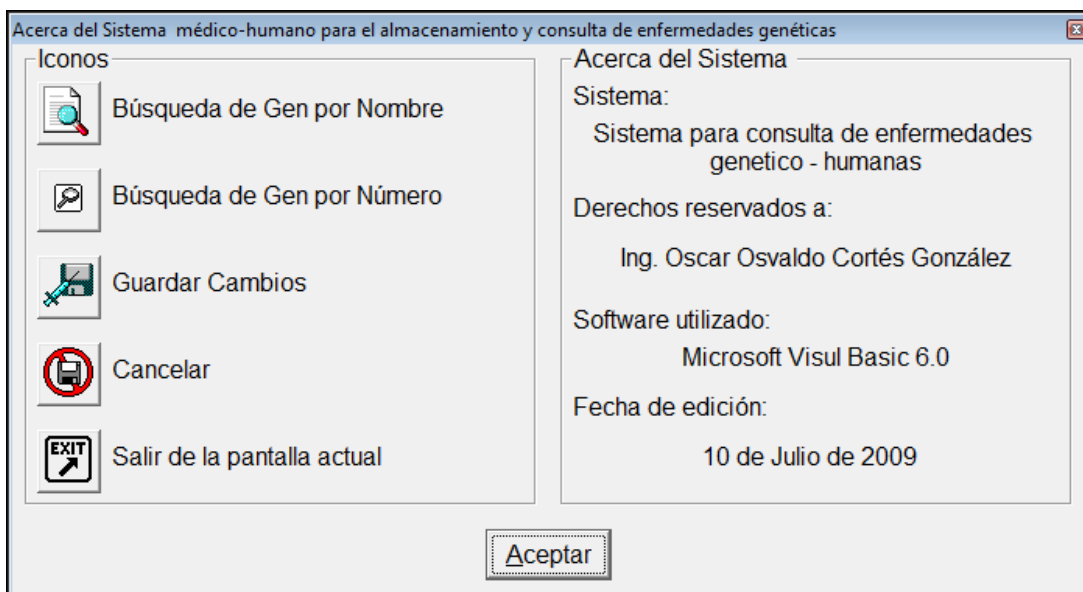 Acerca del Sistema  médico-humano para el almacenamiento y consulta de enfermedades genéticas
Iconos
Búsqueda de Gen por Nombre
Búsqueda de Gen por Número
Guardar Cambios
Cancelar
EXIT
Salir de la pantalla actual
Acerca del Sistema
Sistema:
Sistema para consulta de enfermedades
genetico - humanas
Derechos reservados a:
Ing. Oscar Osvaldo Cortés González
Software utilizado:
Microsoft Visul Basic 6.0
Fecha de edición:
10 de Julio de 2009
Aceptar